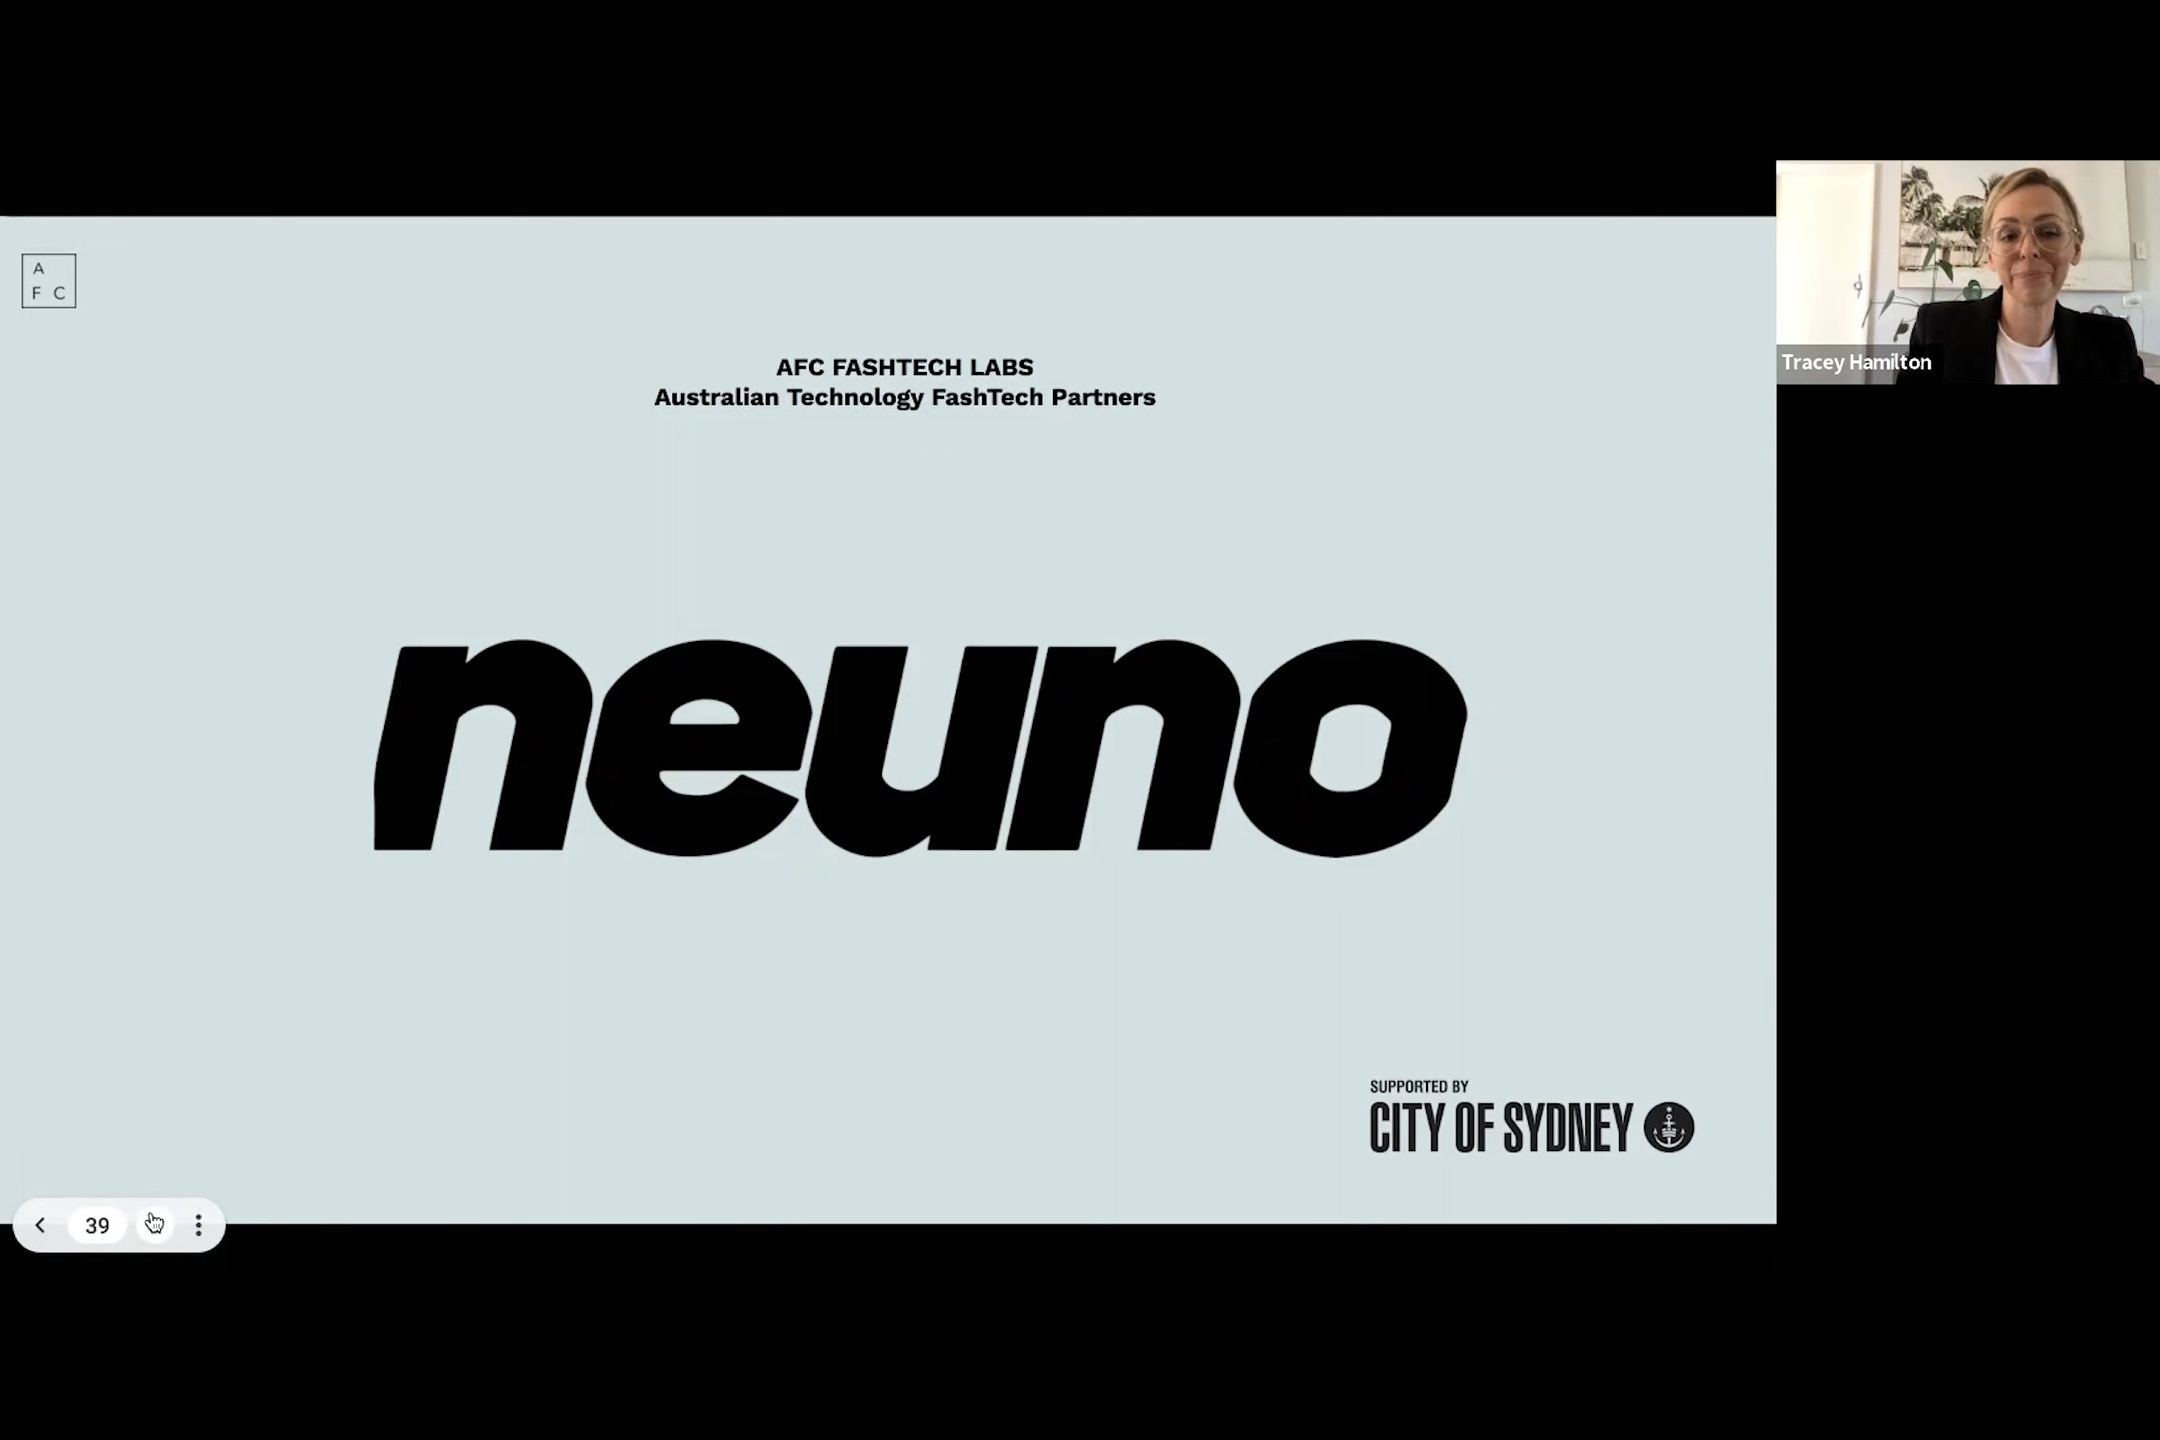 A
F C
AFC FASHTECH LABS
Australian Technology FashTech Partners
neuno
SUPPORTED BY
CITY OF SYDNEY
39
Tracey Hamilton